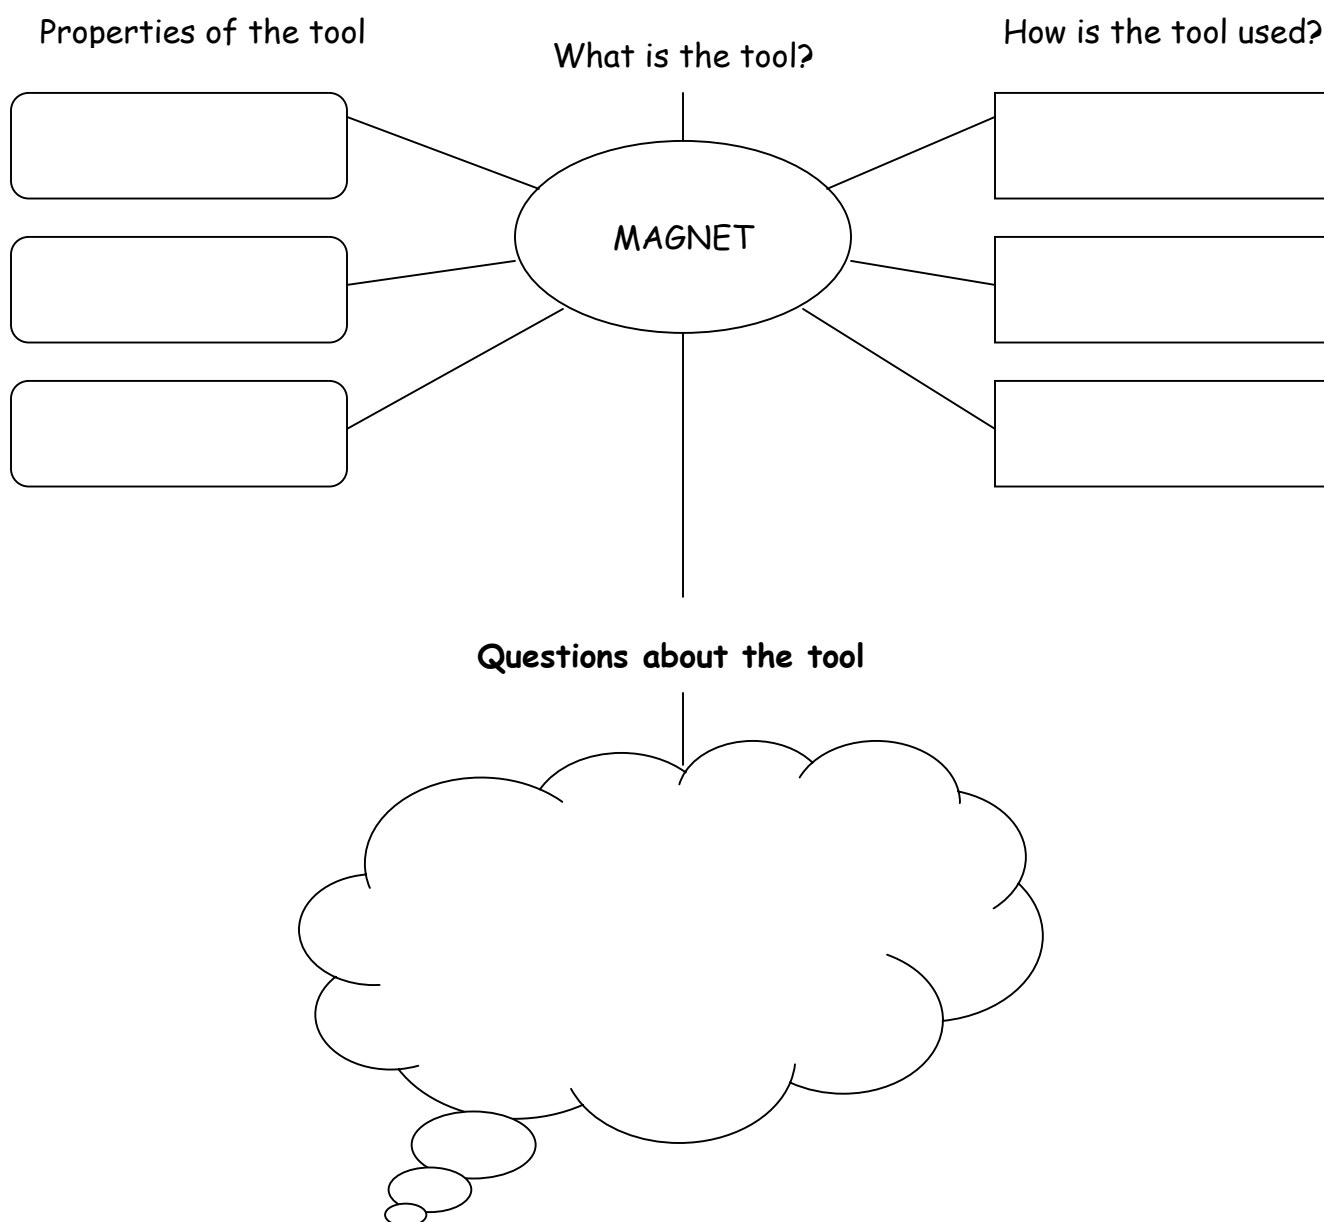 Properties of the tool
What is the tool?
How is the tool used?
MAGNET
Questions about the tool